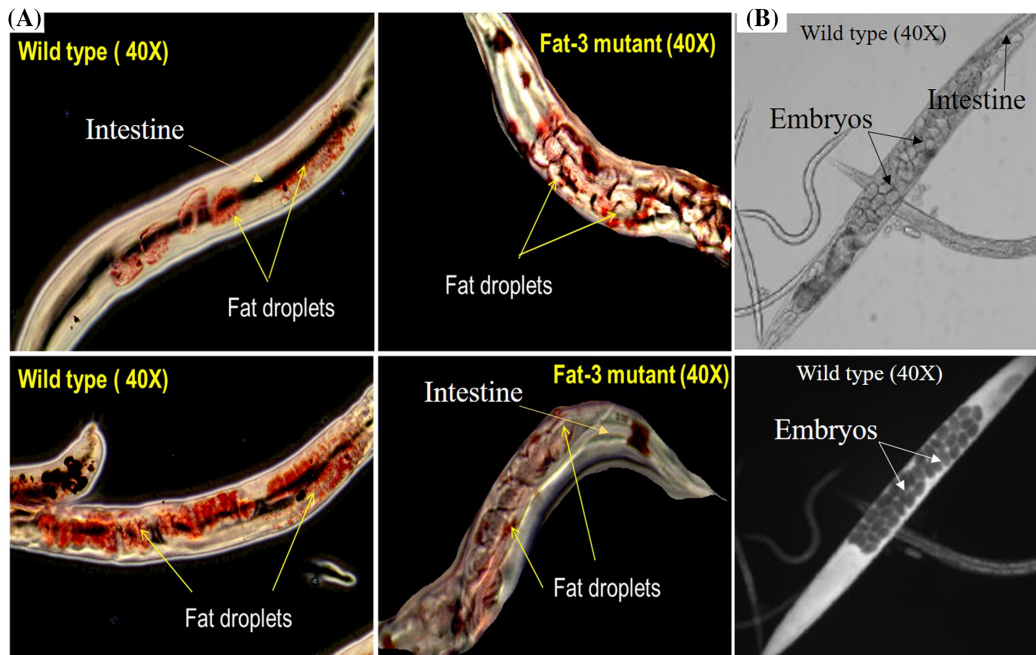 (A)
Wild type ( 40X)
Intestine
Fat droplets
Fat-3 mutant (40X)
Fat droplets
(B)
Wild type (40X)
Intestine
Embryos
Wild type ( 40X)
Fat droplets
Fat-3 mutant (40X)
Intestine
Fat droplets
Wild type (40X)
Embryos